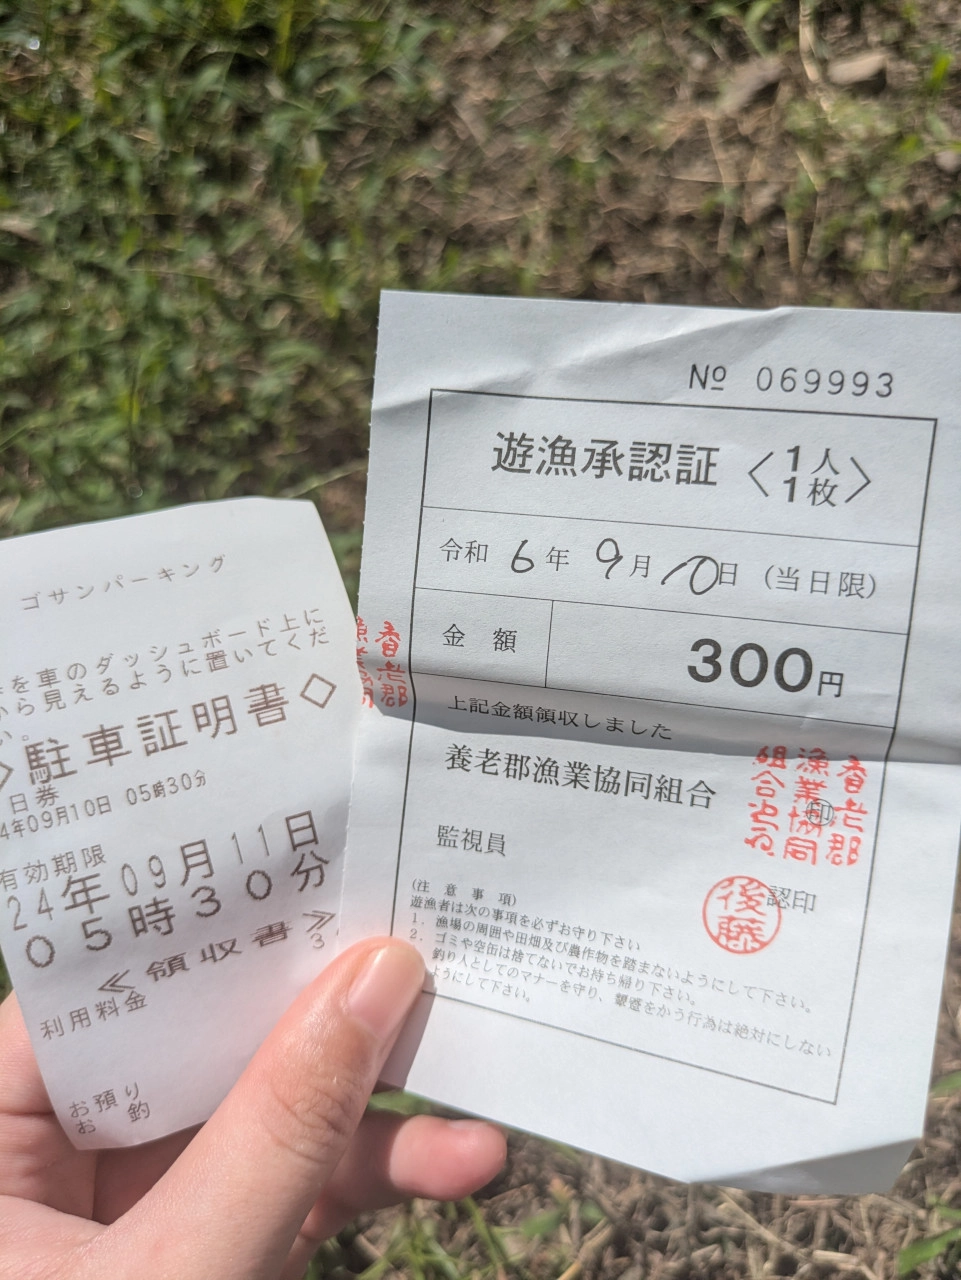 ゴサンパーキング
を車のダッシュボード上に
から見えるように置いてくだ
い。
駐車証明書◇
日券
4年09月10日 05時30分
有効期限
24年09月11日
05時30分
≪領収書≫
利用料金
お預り
お釣
№ 069993
遊漁承認証〈1人1枚〉
令和6年9月10日(当日限)
金額 300円
上記金額領収しました
養老郡漁業協同組合
養老郡
漁業協同
組合之印
㊞
監視員
後藤
認印
(注意事項)
遊漁者は次の事項を必ずお守り下さい
1. 漁場の周囲や田畑及び農作物を踏まないようにして下さい。
2. ゴミや空缶は捨てないでお持ち帰り下さい。
釣り人としてのマナーを守り、顰蹙をかう行為は絶対にしない
ようにして下さい。